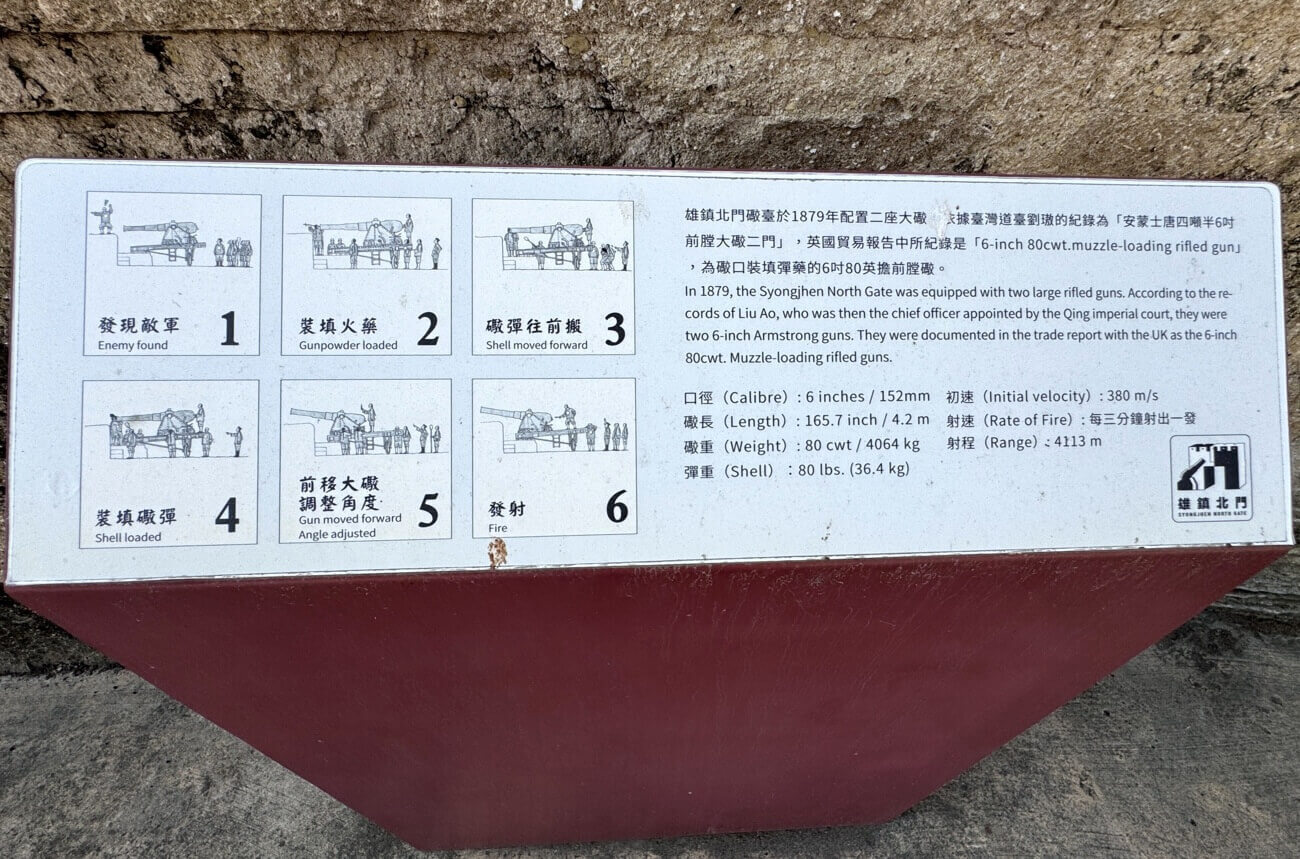 發現敵軍
Enemy found
1
裝填火藥
Gunpowder loaded
2
礮彈往前搬
Shell moved forward
3
裝填礮彈
Shell loaded
4
前移大礮
調整角度
Gun moved forward
Angle adjusted
5
發射
Fire
6
雄鎮北門礮臺於1879年配置二座大礮 據臺灣道臺劉璈的紀錄為「安蒙士唐四噸半6吋
前膛大礮二門」，英國貿易報告中所紀錄是「6-inch 80cwt.muzzle-loading rifled gun」
，為礮口裝填彈藥的6吋80英擔前膛礮。
In 1879, the Syongjhen North Gate was equipped with two large rifled guns. According to the re-
cords of Liu Ao, who was then the chief officer appointed by the Qing imperial court, they were
two 6-inch Armstrong guns. They were documented in the trade report with the UK as the 6-inch
80cwt. Muzzle-loading rifled guns.
口徑（Calibre）: 6 inches / 152mm
礮長（Length）: 165.7 inch / 4.2 m
礮重（Weight）: 80 cwt / 4064 kg
彈重（Shell）: 80 lbs. (36.4 kg)
初速（Initial velocity）: 380 m/s
射速（Rate of Fire）: 每三分鐘射出一發
射程（Range）: 4113 m
雄鎮北門
SYONGJHEN NORTH GATE